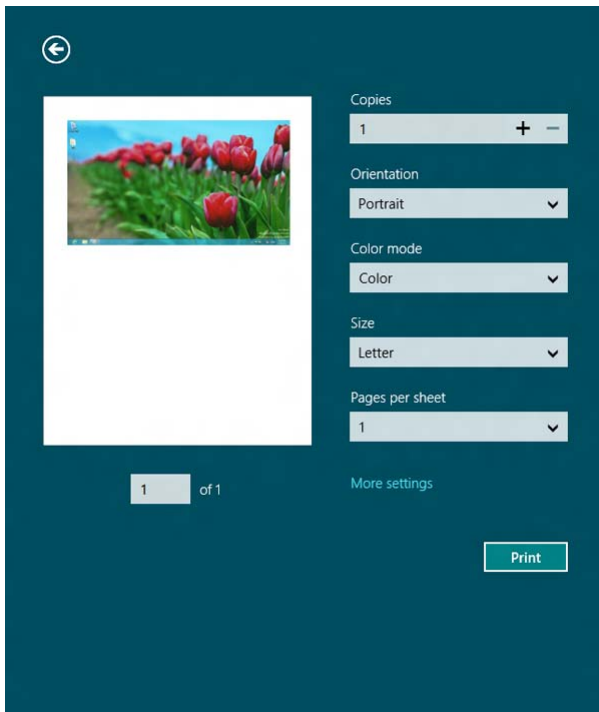 Copies
1
Orientation
Portrait
Color mode
Color
Size
Letter
Pages per sheet
1
1 of 1
More settings
Print